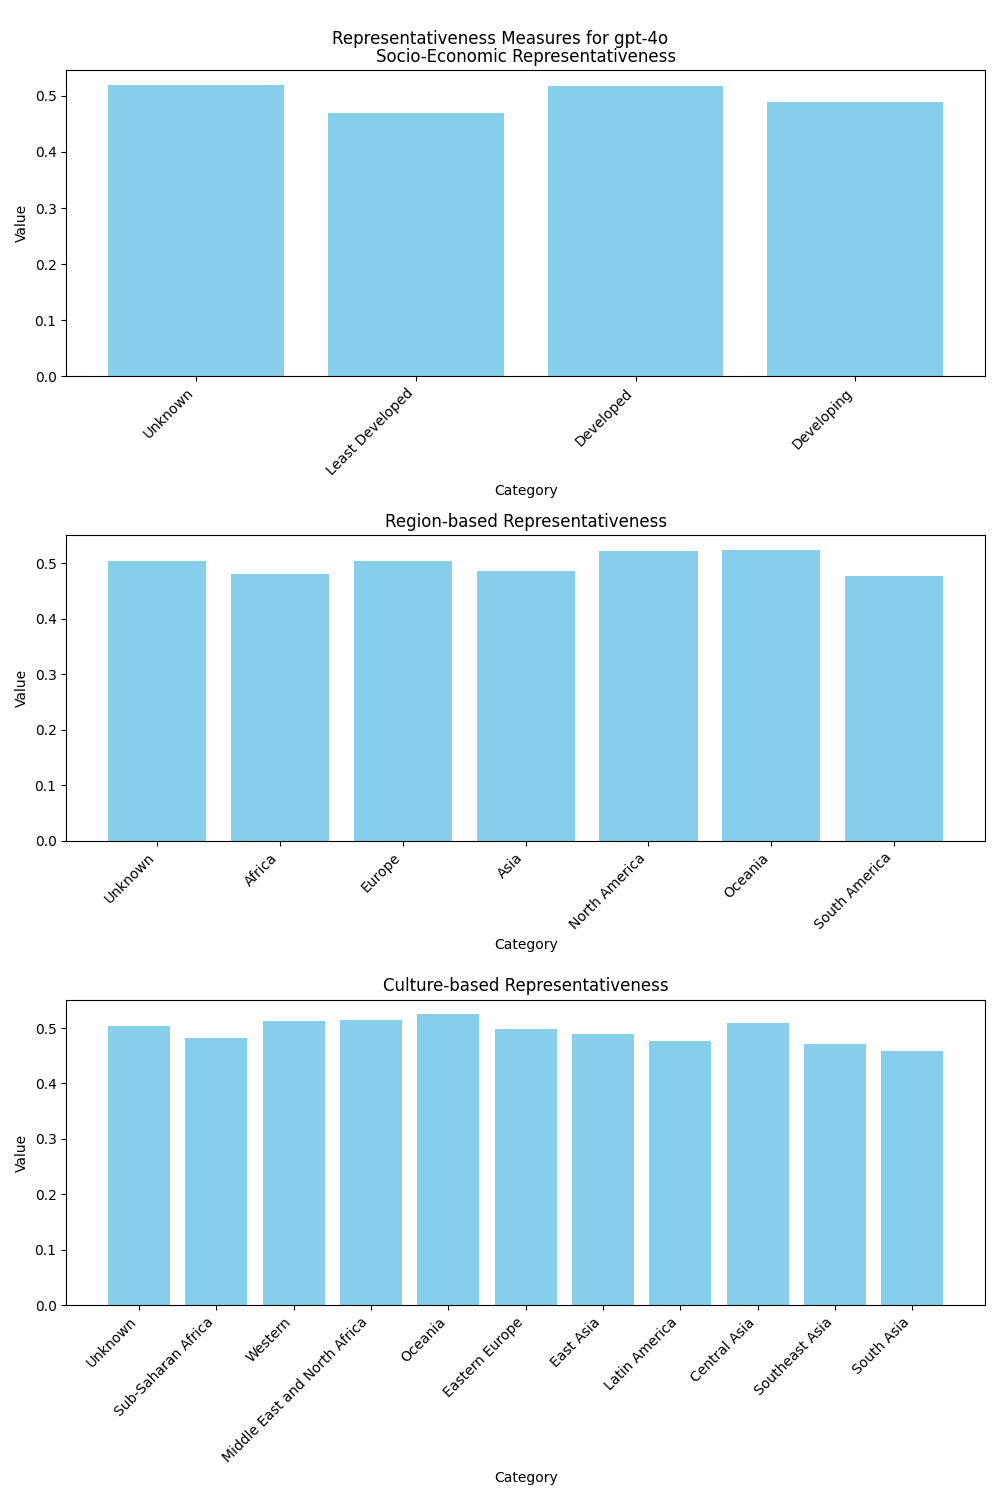 Representativeness Measures for gpt-4o
Socio-Economic Representativeness
0.5
0.4
0.3
0.2
0.1
0.0
Value
Unknown
Least Developed
Developed
Developing
Category
Region-based Representativeness
0.5
0.4
0.3
0.2
0.1
0.0
Value
Unknown
Africa
Europe
Asia
North America
Oceania
South America
Category
Culture-based Representativeness
0.5
0.4
0.3
0.2
0.1
0.0
Value
Unknown
Sub-Saharan Africa
Western
Middle East and North Africa
Oceania
Eastern Europe
East Asia
Latin America
Central Asia
Southeast Asia
South Asia
Category